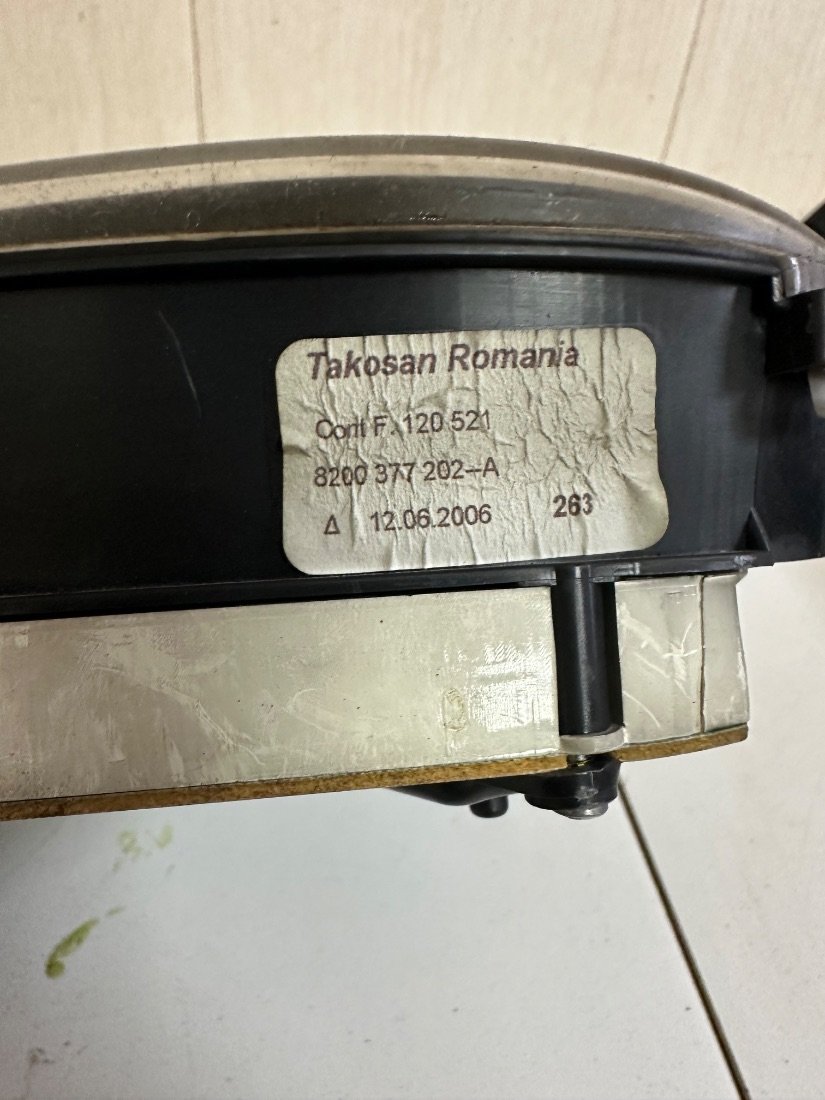 Takosan Romania
Cont F. 120 521
8200 377 202–A
Δ 12.06.2006 263